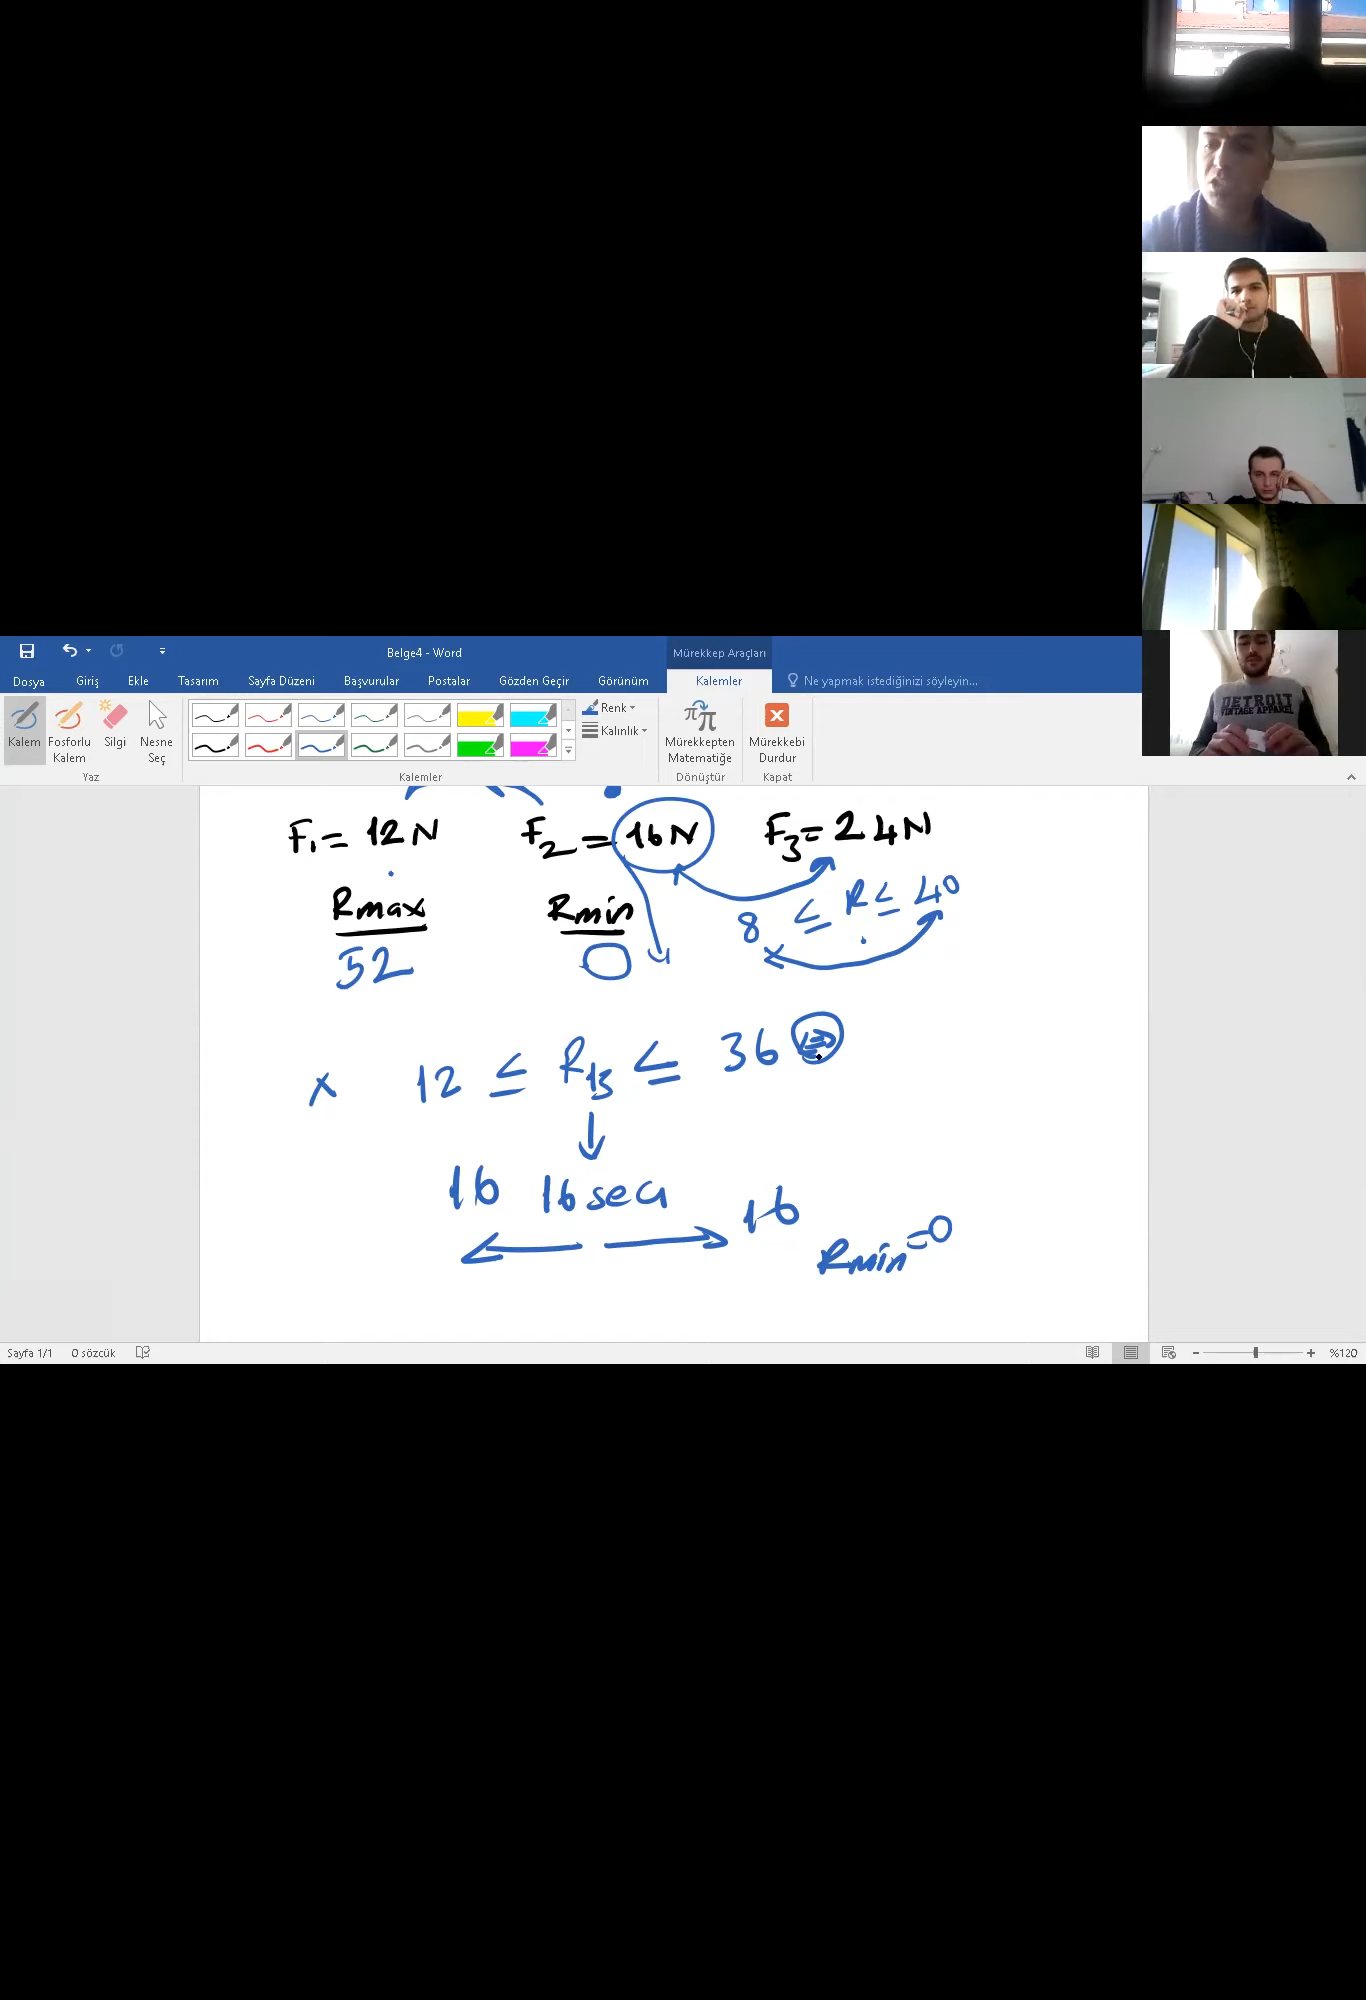 Belge4 - Word
Mürekkep Araçları
Dosya
Giriş
Ekle
Tasarım
Sayfa Düzeni
Başvurular
Postalar
Gözden Geçir
Görünüm
Kalemler
Ne yapmak istediğinizi söyleyin...
Kalem
Fosforlu Kalem
Silgi
Nesne Seç
Renk
Kalınlık
Mürekkepten Matematiğe
Mürekkebi Durdur
Yaz
Kalemler
Dönüştür
Kapat
DETROIT
VINTAGE APPAREL
F₁ = 12 N F₂ = 16 N F₃ = 24 N
Rmax Rmin 8 ≤ R ≤ 40
52 0
x 12 ≤ R₁₃ ≤ 36
16 16 seç 16
Rmin = 0
Sayfa 1/1 0 sözcük %120